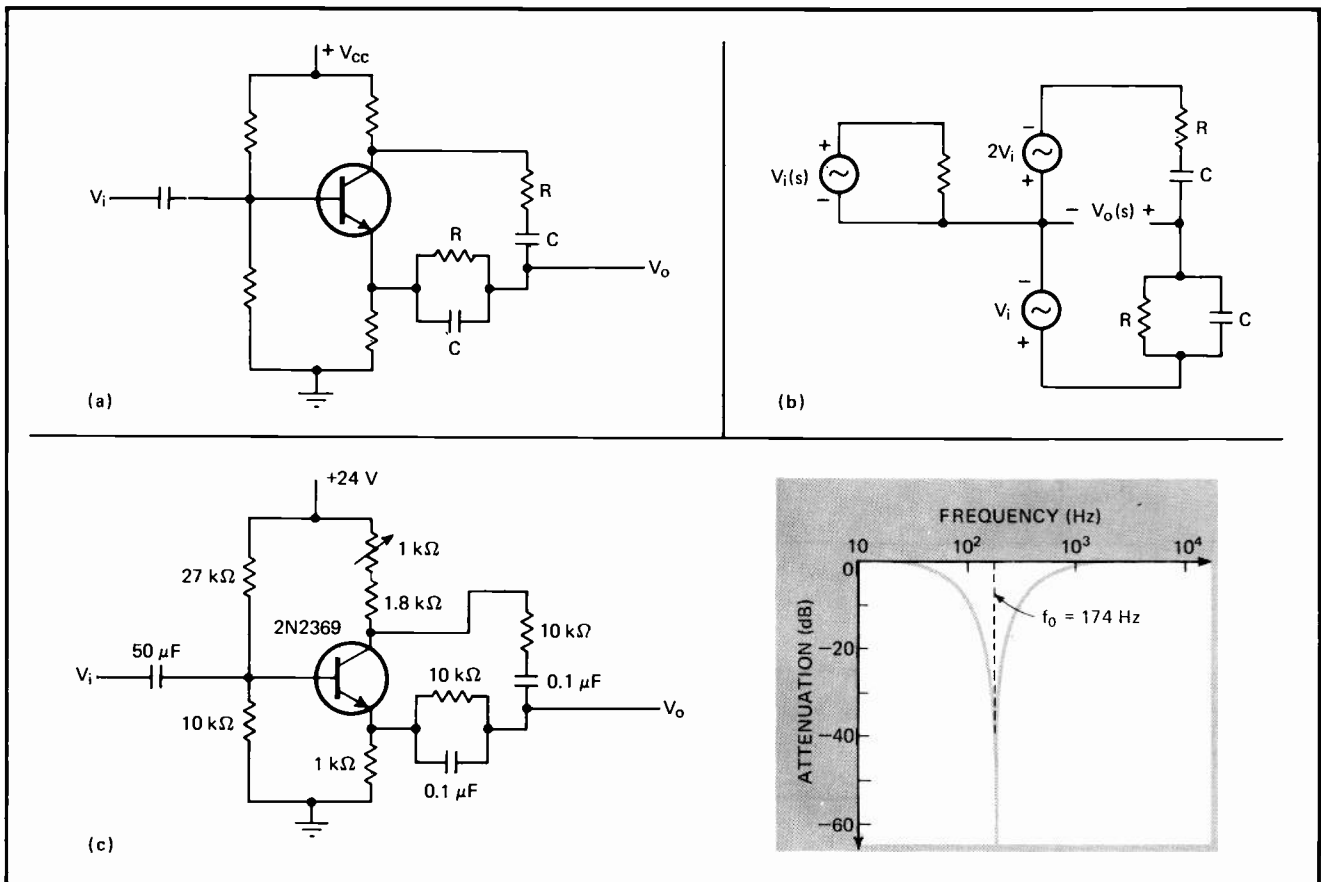 + VCC
Vi
R
C
R
C
Vo
(a)
Vi(s)
+
−
−
2Vi
+
R
C
− Vo(s) +
−
Vi
+
R
C
(b)
+24 V
1 kΩ
27 kΩ
1.8 kΩ
2N2369
10 kΩ
50 μF
Vi
10 kΩ
0.1 μF
Vo
10 kΩ
1 kΩ
0.1 μF
(c)
FREQUENCY (Hz)
10 10² 10³ 10⁴
0
f₀ = 174 Hz
−20
−40
−60
ATTENUATION (dB)